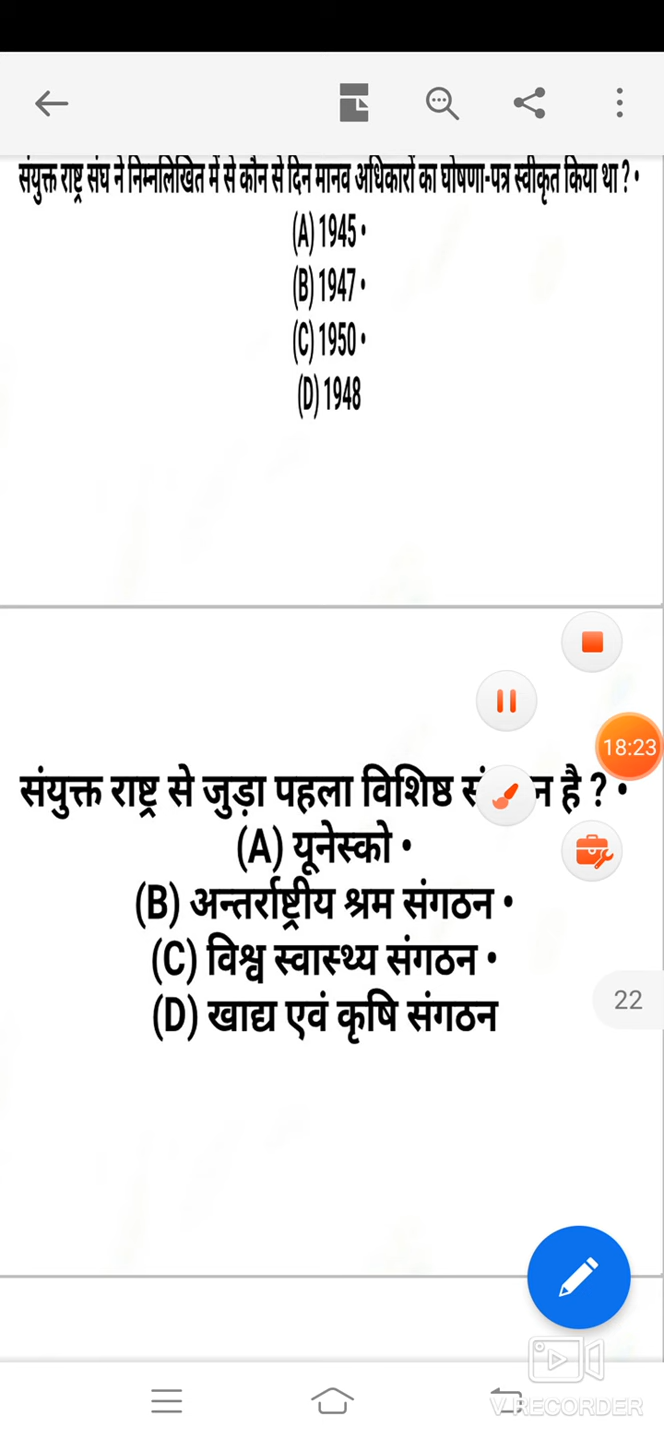 संयुक्त राष्ट्र संघ ने निम्नलिखित में से कौन से दिन मानव अधिकारों का घोषणा-पत्र स्वीकृत किया था ? •
(A) 1945 •
(B) 1947 •
(C) 1950 •
(D) 1948
18:23
संयुक्त राष्ट्र से जुड़ा पहला विशिष्ठ न है ? •
(A) यूनेस्को •
(B) अन्तर्राष्ट्रीय श्रम संगठन •
(C) विश्व स्वास्थ्य संगठन •
22
(D) खाद्य एवं कृषि संगठन
V RECORDER